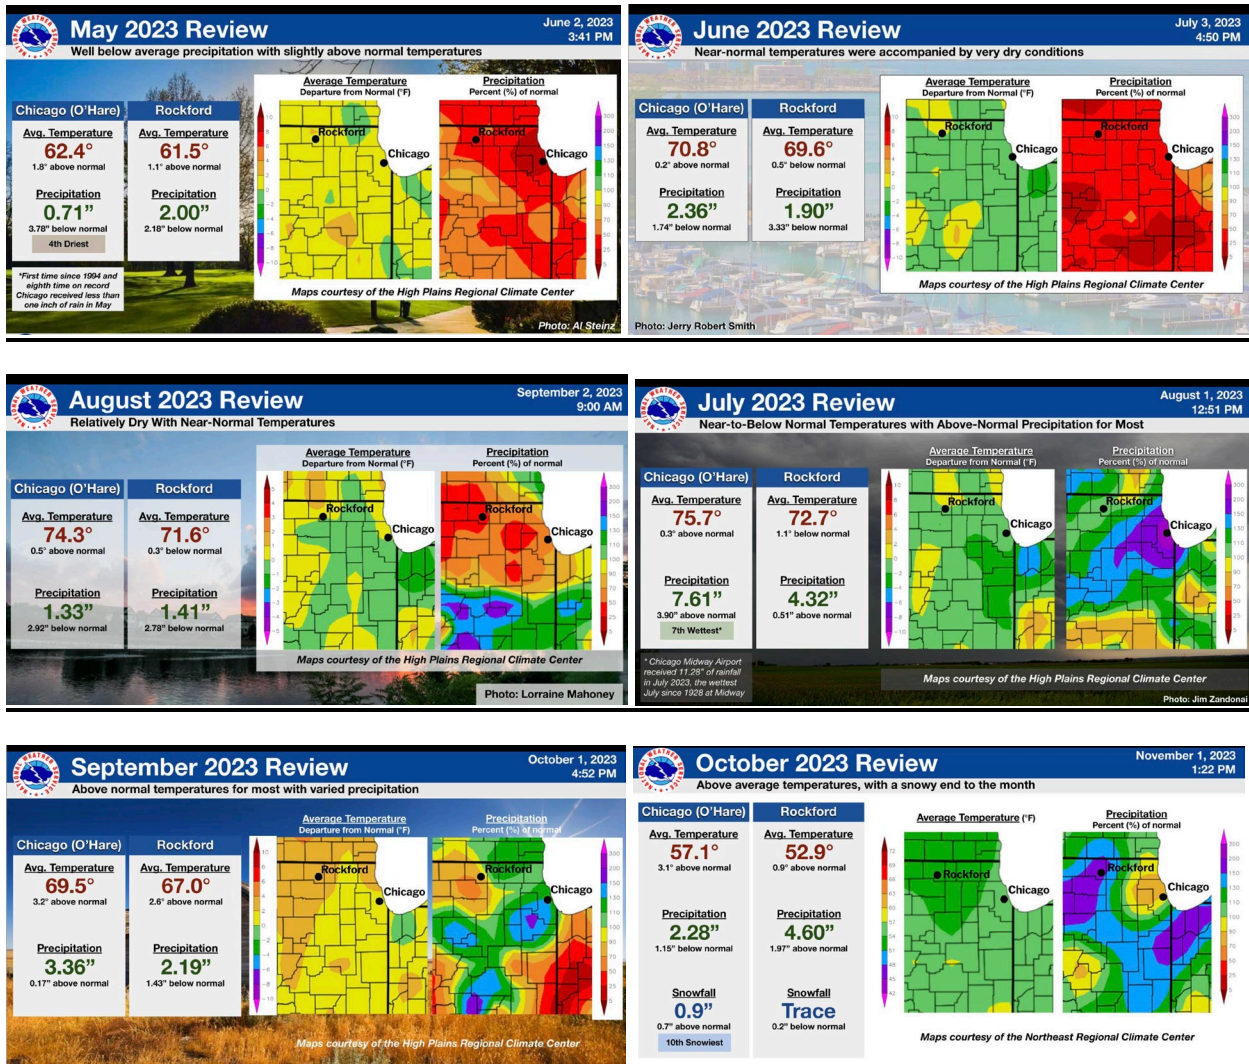 May 2023 Review
June 2, 2023
3:41 PM
Well below average precipitation with slightly above normal temperatures
Chicago (O'Hare)
Rockford
Avg. Temperature
Avg. Temperature
62.4°
61.5°
1.8° above normal
1.1° above normal
Precipitation
Precipitation
0.71"
2.00"
3.78" below normal
2.18" below normal
4th Driest
*First time since 1994 and
eighth time on record
Chicago received less than
one inch of rain in May
Average Temperature
Departure from Normal (°F)
Precipitation
Percent (%) of normal
Rockford
Chicago
Rockford
Chicago
Maps courtesy of the High Plains Regional Climate Center
Photo: Al Steinz
June 2023 Review
July 3, 2023
4:50 PM
Near-normal temperatures were accompanied by very dry conditions
Chicago (O'Hare)
Rockford
Avg. Temperature
Avg. Temperature
70.8°
69.6°
0.2° above normal
0.5° below normal
Precipitation
Precipitation
2.36"
1.90"
1.74" below normal
3.33" below normal
Average Temperature
Departure from Normal (°F)
Precipitation
Percent (%) of normal
Rockford
Chicago
Rockford
Chicago
Maps courtesy of the High Plains Regional Climate Center
Photo: Jerry Robert Smith
August 2023 Review
September 2, 2023
9:00 AM
Relatively Dry With Near-Normal Temperatures
Chicago (O'Hare)
Rockford
Avg. Temperature
Avg. Temperature
74.3°
71.6°
0.5° above normal
0.3° below normal
Precipitation
Precipitation
1.33"
1.41"
2.92" below normal
2.78" below normal
Average Temperature
Departure from Normal (°F)
Precipitation
Percent (%) of normal
Rockford
Chicago
Rockford
Chicago
Maps courtesy of the High Plains Regional Climate Center
Photo: Lorraine Mahoney
July 2023 Review
August 1, 2023
12:51 PM
Near-to-Below Normal Temperatures with Above-Normal Precipitation for Most
Chicago (O'Hare)
Rockford
Avg. Temperature
Avg. Temperature
75.7°
72.7°
0.3° above normal
1.1° below normal
Precipitation
Precipitation
7.61"
4.32"
3.90" above normal
0.51" above normal
7th Wettest*
* Chicago Midway Airport
received 11.28" of rainfall
in July 2023, the wettest
July since 1928 at Midway
Average Temperature
Departure from Normal (°F)
Precipitation
Percent (%) of normal
Rockford
Chicago
Rockford
Chicago
Maps courtesy of the High Plains Regional Climate Center
Photo: Jim Zandonai
September 2023 Review
October 1, 2023
4:52 PM
Above normal temperatures for most with varied precipitation
Chicago (O'Hare)
Rockford
Avg. Temperature
Avg. Temperature
69.5°
67.0°
3.2° above normal
2.6° above normal
Precipitation
Precipitation
3.36"
2.19"
0.17" above normal
1.43" below normal
Average Temperature
Departure from Normal (°F)
Precipitation
Percent (%) of normal
Rockford
Chicago
Rockford
Chicago
Maps courtesy of the High Plains Regional Climate Center
October 2023 Review
November 1, 2023
1:22 PM
Above average temperatures, with a snowy end to the month
Chicago (O'Hare)
Rockford
Avg. Temperature
Avg. Temperature
57.1°
52.9°
3.1° above normal
0.9° above normal
Precipitation
Precipitation
2.28"
4.60"
1.15" below normal
1.97" above normal
Snowfall
Snowfall
0.9"
Trace
0.7" above normal
0.2" below normal
10th Snowiest
Average Temperature (°F)
Precipitation
Percent (%) of normal
Rockford
Chicago
Rockford
Chicago
Maps courtesy of the Northeast Regional Climate Center